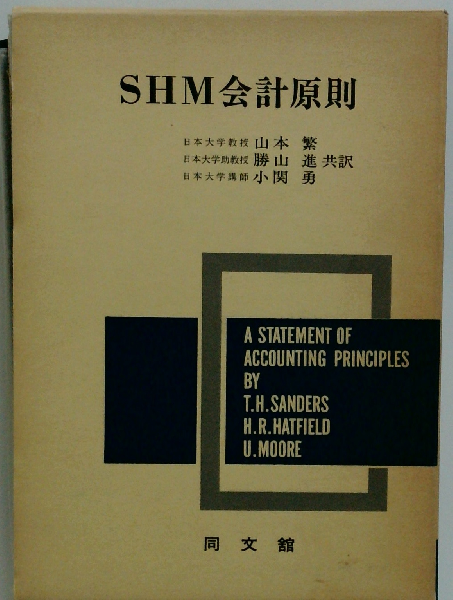 SHM会計原則
日本大学教授 山本 繁
日本大学助教授 勝山 進 共訳
日本大学講師 小関 勇
A STATEMENT OF
ACCOUNTING PRINCIPLES
BY
T.H.SANDERS
H.R.HATFIELD
U.MOORE
同文舘